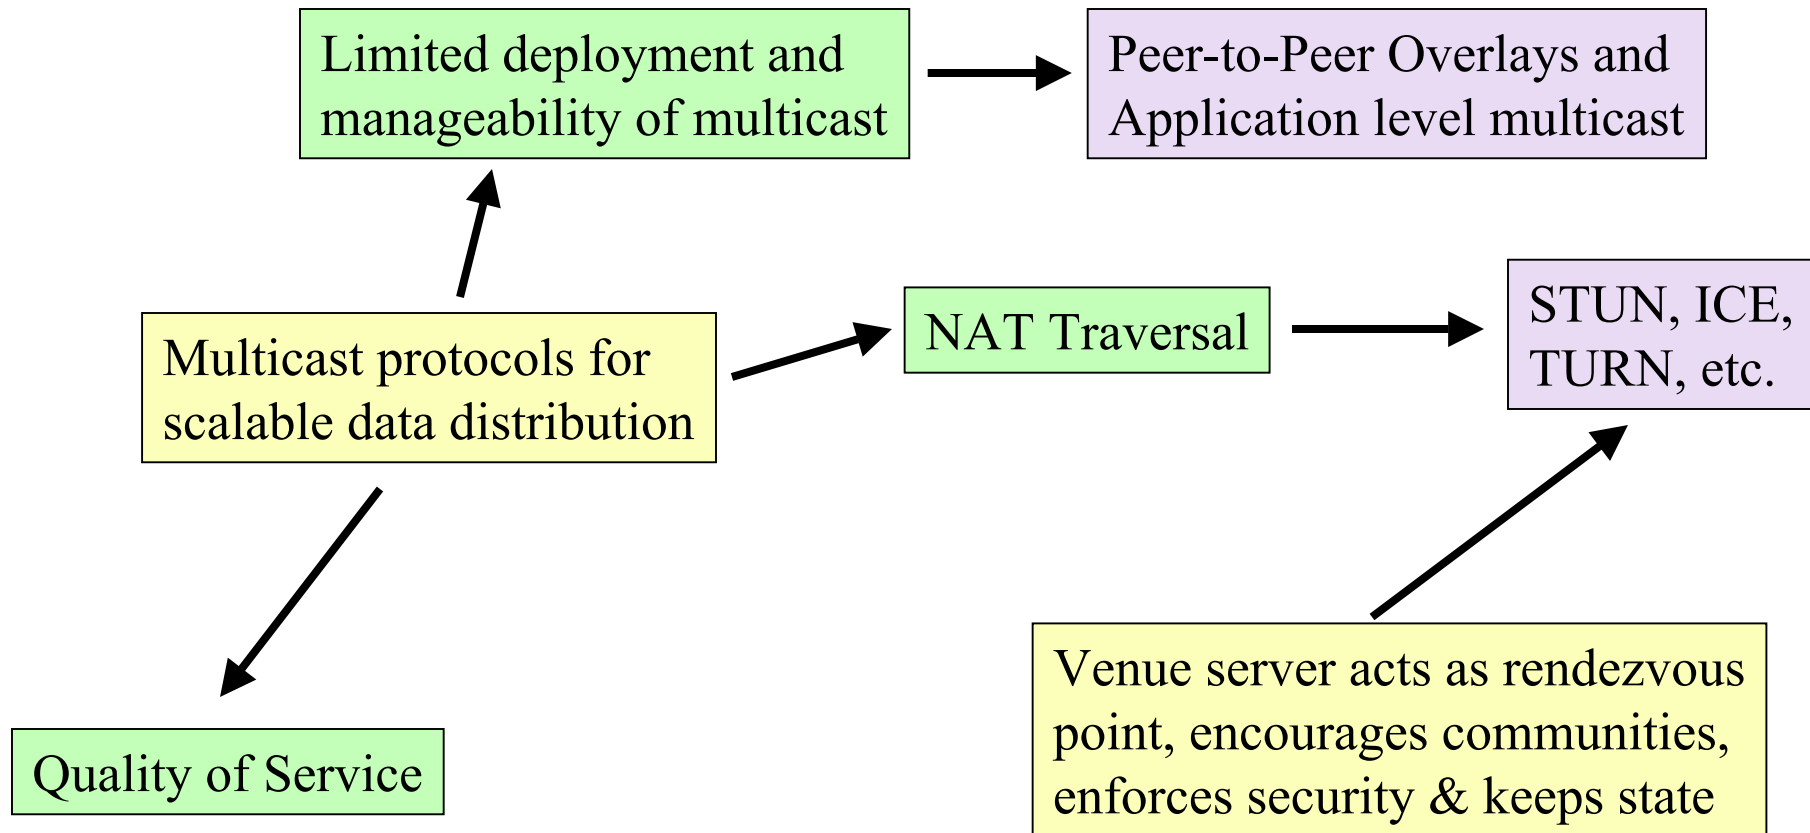 Limited deployment and
manageability of multicast
Peer-to-Peer Overlays and
Application level multicast
Multicast protocols for
scalable data distribution
NAT Traversal
STUN, ICE,
TURN, etc.
Quality of Service
Venue server acts as rendezvous
point, encourages communities,
enforces security & keeps state